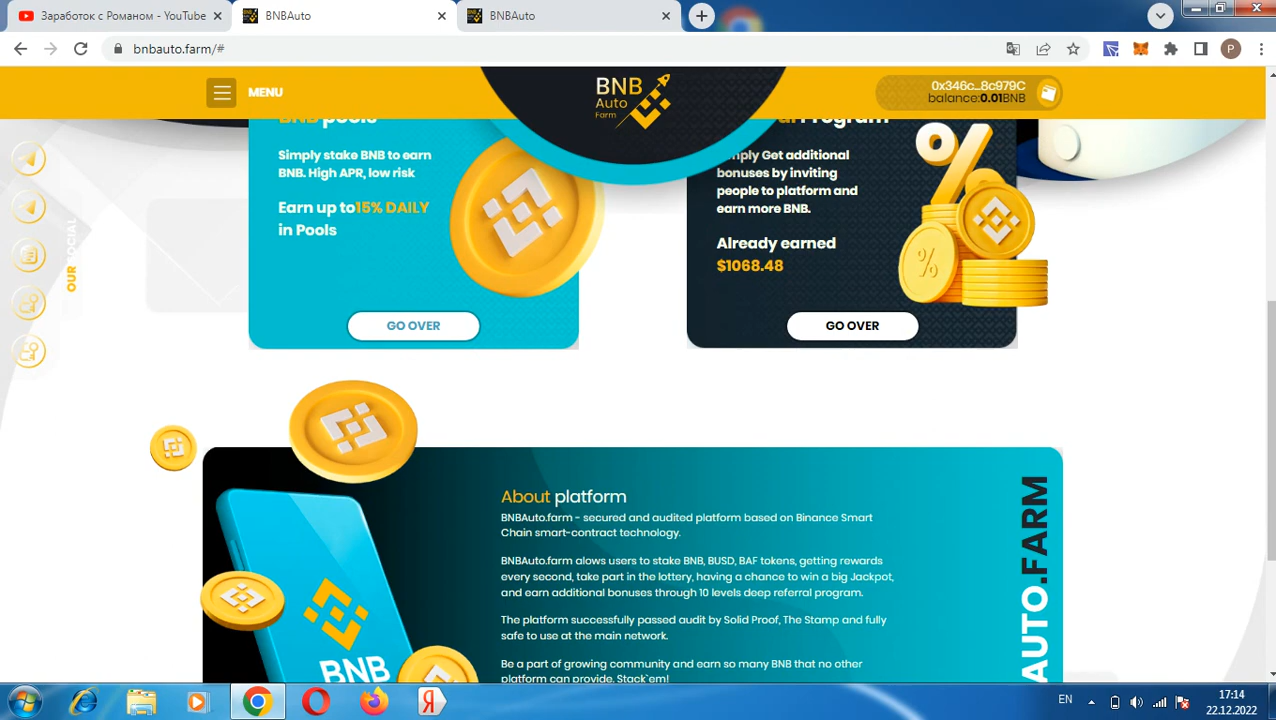 Заработок с Романом - YouTube
BNBAuto
BNBAuto
bnbauto.farm/#
P
MENU
BNB
Auto
Farm
0x346c...8c979C
balance:0.01BNB
BNB pools
Simply stake BNB to earn
BNB. High APR, low risk
Earn up to15% DAILY
in Pools
GO OVER
Program
Simply Get additional
bonuses by inviting
people to platform and
earn more BNB.
Already earned
$1068.48
GO OVER
OUR SOCIAL
About platform
BNBAuto.farm - secured and audited platform based on Binance Smart
Chain smart-contract technology.
BNBAuto.farm alows users to stake BNB, BUSD, BAF tokens, getting rewards
every second, take part in the lottery, having a chance to win a big Jackpot,
and earn additional bonuses through 10 levels deep referral program.
The platform successfully passed audit by Solid Proof, The Stamp and fully
safe to use at the main network.
Be a part of growing community and earn so many BNB that no other
platform can provide. Stack`em!
AUTO.FARM
BNB
EN
17:14
22.12.2022